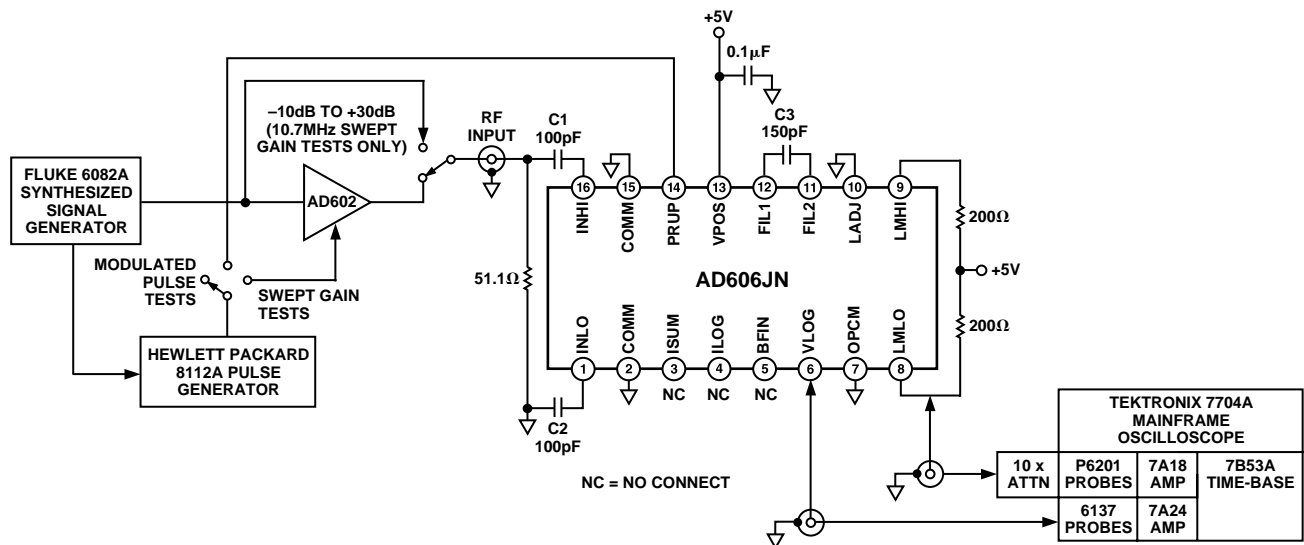 +5V
0.1µF
–10dB TO +30dB
(10.7MHz SWEPT
GAIN TESTS ONLY)
RF
INPUT
C1
100pF
C3
150pF
FLUKE 6082A
SYNTHESIZED
SIGNAL
GENERATOR
AD602
16
15
14
13
12
11
10
9
INHI
COMM
PRUP
VPOS
FIL1
FIL2
LADJ
LMHI
200Ω
+5V
200Ω
MODULATED
PULSE
TESTS
SWEPT GAIN
TESTS
51.1Ω
AD606JN
INLO
COMM
ISUM
ILOG
BFIN
VLOG
OPCM
LMLO
1
2
3
4
5
6
7
8
NC
NC
NC
HEWLETT PACKARD
8112A PULSE
GENERATOR
C2
100pF
NC = NO CONNECT
TEKTRONIX 7704A
MAINFRAME
OSCILLOSCOPE
10 x
ATTN
P6201
PROBES
7A18
AMP
7B53A
TIME-BASE
6137
PROBES
7A24
AMP